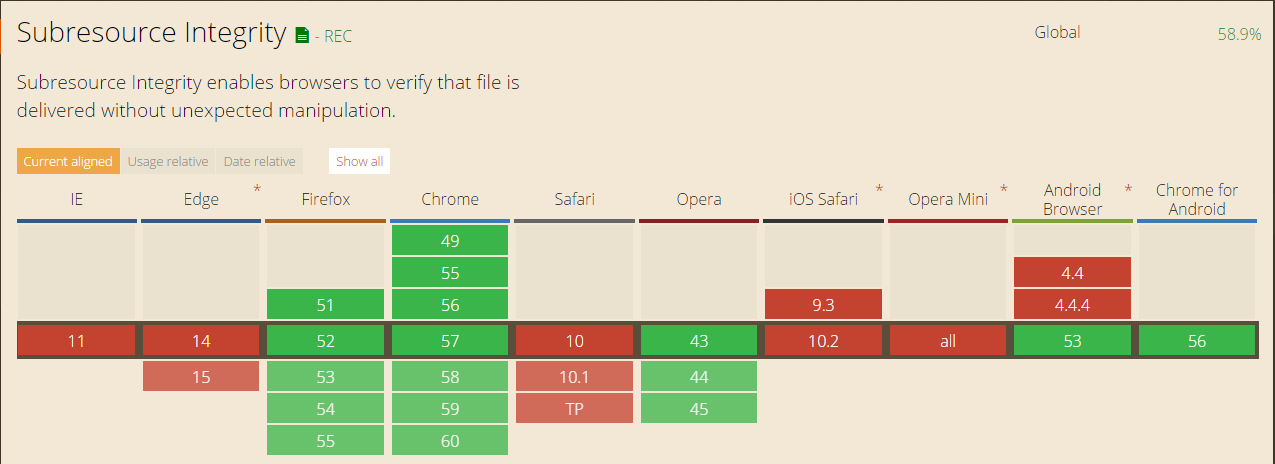 Subresource Integrity - REC Global 58.9%
Subresource Integrity enables browsers to verify that file is
delivered without unexpected manipulation.
Current aligned Usage relative Date relative Show all
IE Edge * Firefox Chrome Safari Opera iOS Safari * Opera Mini * Android Browser * Chrome for Android
49
55 4.4
51 56 9.3 4.4.4
11 14 52 57 10 43 10.2 all 53 56
15 53 58 10.1 44
54 59 TP 45
55 60